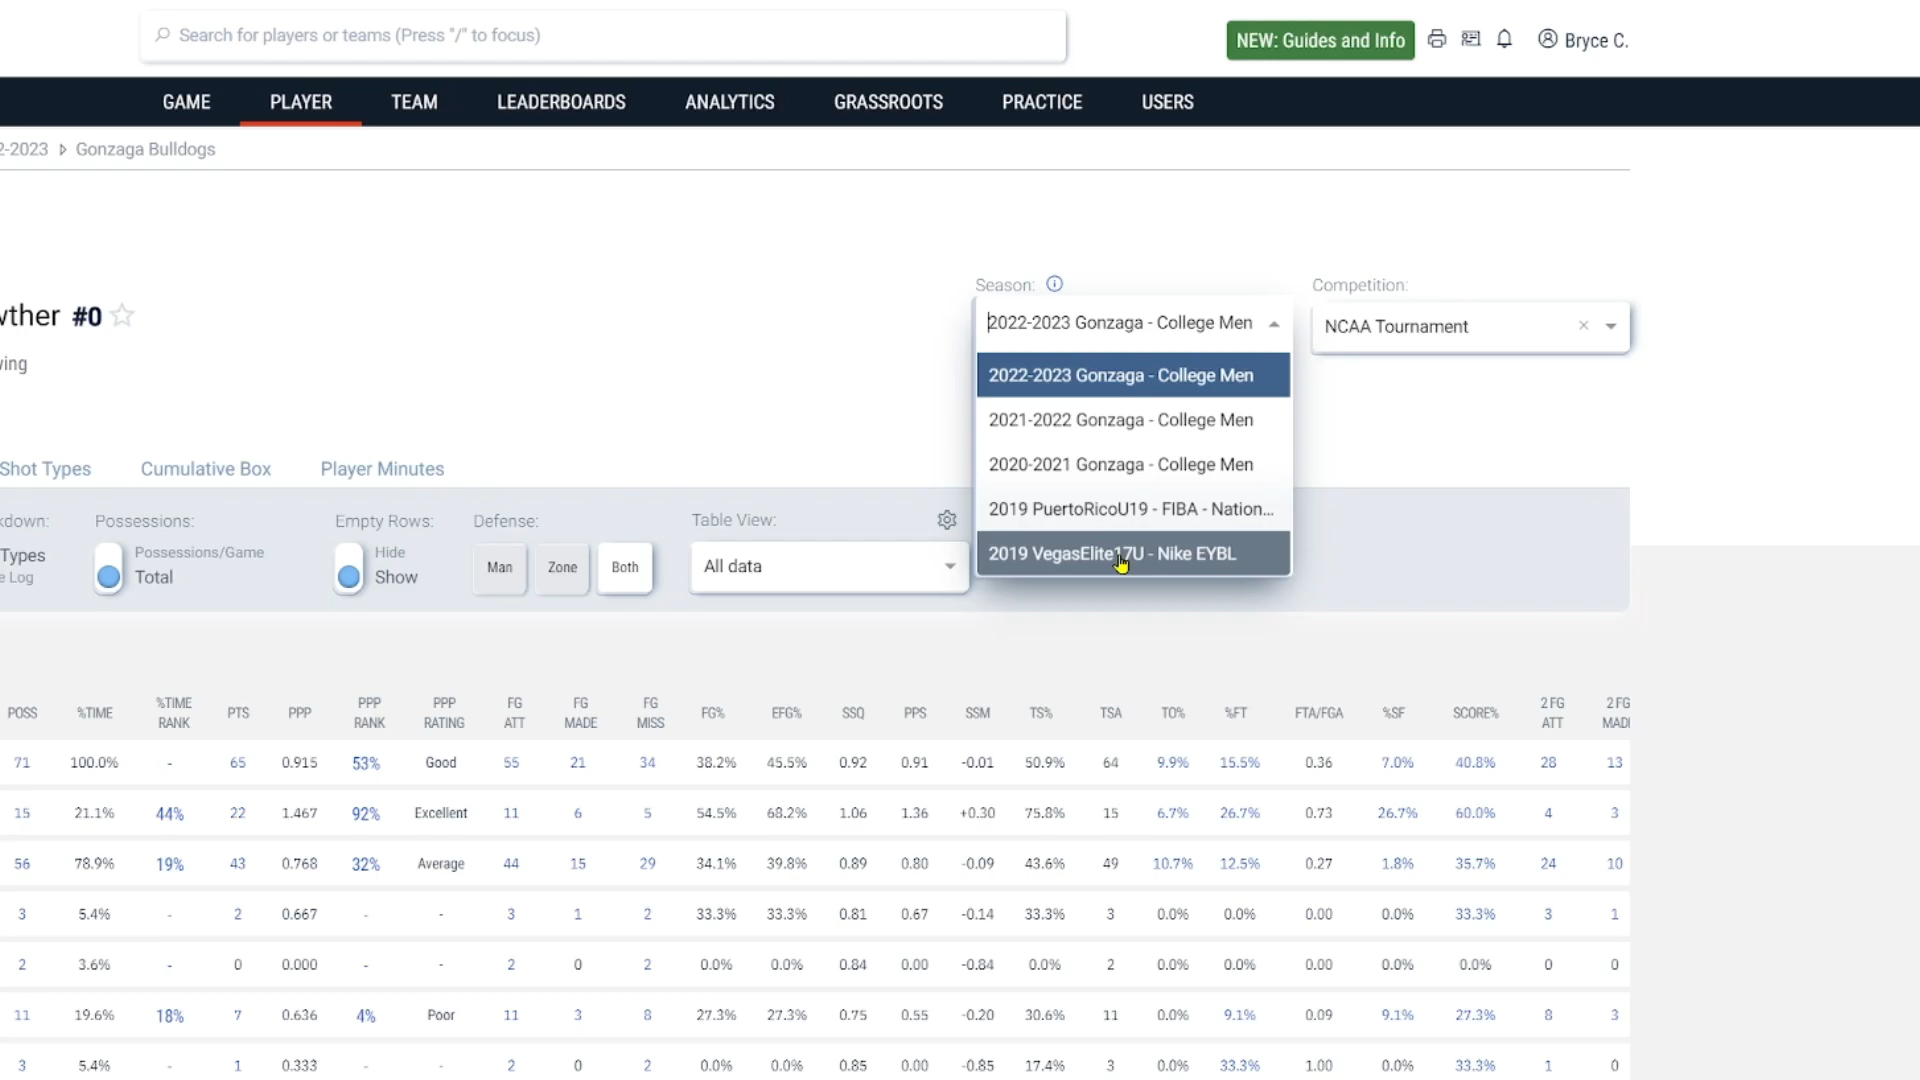 Search for players or teams (Press "/" to focus)
NEW: Guides and Info
Bryce C.
GAME PLAYER TEAM LEADERBOARDS ANALYTICS GRASSROOTS PRACTICE USERS
2-2023 Gonzaga Bulldogs
Season:
Competition:
wther #0
2022-2023 Gonzaga - College Men
NCAA Tournament
ving
2022-2023 Gonzaga - College Men
2021-2022 Gonzaga - College Men
2020-2021 Gonzaga - College Men
2019 PuertoRicoU19 - FIBA - Nation...
2019 VegasElite17U - Nike EYBL
Shot Types Cumulative Box Player Minutes
kdown: Possessions: Empty Rows: Defense: Table View:
Types Possessions/Game Hide Man Zone Both All data
e Log Total Show
POSS %TIME %TIME RANK PTS PPP PPP RANK PPP RATING FG ATT FG MADE FG MISS FG% EFG% SSQ PPS SSM TS% TSA TO% %FT FTA/FGA %SF SCORE% 2 FG ATT 2 FG MADE
71 100.0% - 65 0.915 53% Good 55 21 34 38.2% 45.5% 0.92 0.91 -0.01 50.9% 64 9.9% 15.5% 0.36 7.0% 40.8% 28 13
15 21.1% 44% 22 1.467 92% Excellent 11 6 5 54.5% 68.2% 1.06 1.36 +0.30 75.8% 15 6.7% 26.7% 0.73 26.7% 60.0% 4 3
56 78.9% 19% 43 0.768 32% Average 44 15 29 34.1% 39.8% 0.89 0.80 -0.09 43.6% 49 10.7% 12.5% 0.27 1.8% 35.7% 24 10
3 5.4% - 2 0.667 - - 3 1 2 33.3% 33.3% 0.81 0.67 -0.14 33.3% 3 0.0% 0.0% 0.00 0.0% 33.3% 3 1
2 3.6% - 0 0.000 - - 2 0 2 0.0% 0.0% 0.84 0.00 -0.84 0.0% 2 0.0% 0.0% 0.00 0.0% 0.0% 0 0
11 19.6% 18% 7 0.636 4% Poor 11 3 8 27.3% 27.3% 0.75 0.55 -0.20 30.6% 11 0.0% 9.1% 0.09 9.1% 27.3% 8 3
3 5.4% - 1 0.333 - - 2 0 2 0.0% 0.0% 0.85 0.00 -0.85 17.4% 3 0.0% 33.3% 1.00 0.0% 33.3% 1 0